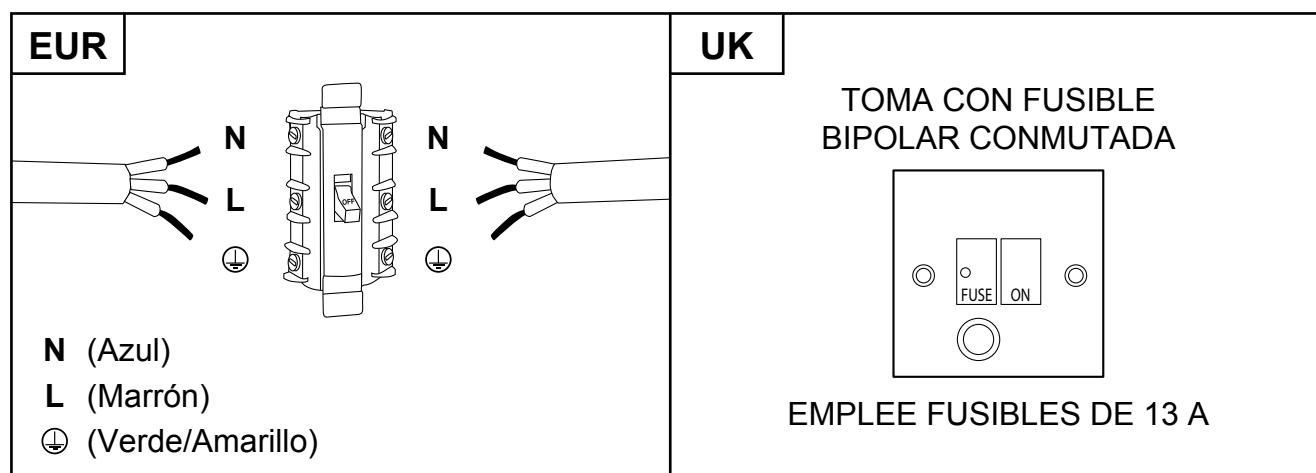 EUR
N
L
OFF
N
L
N (Azul)
L (Marrón)
(Verde/Amarillo)
UK
TOMA CON FUSIBLE
BIPOLAR CONMUTADA
FUSE ON
EMPLEE FUSIBLES DE 13 A